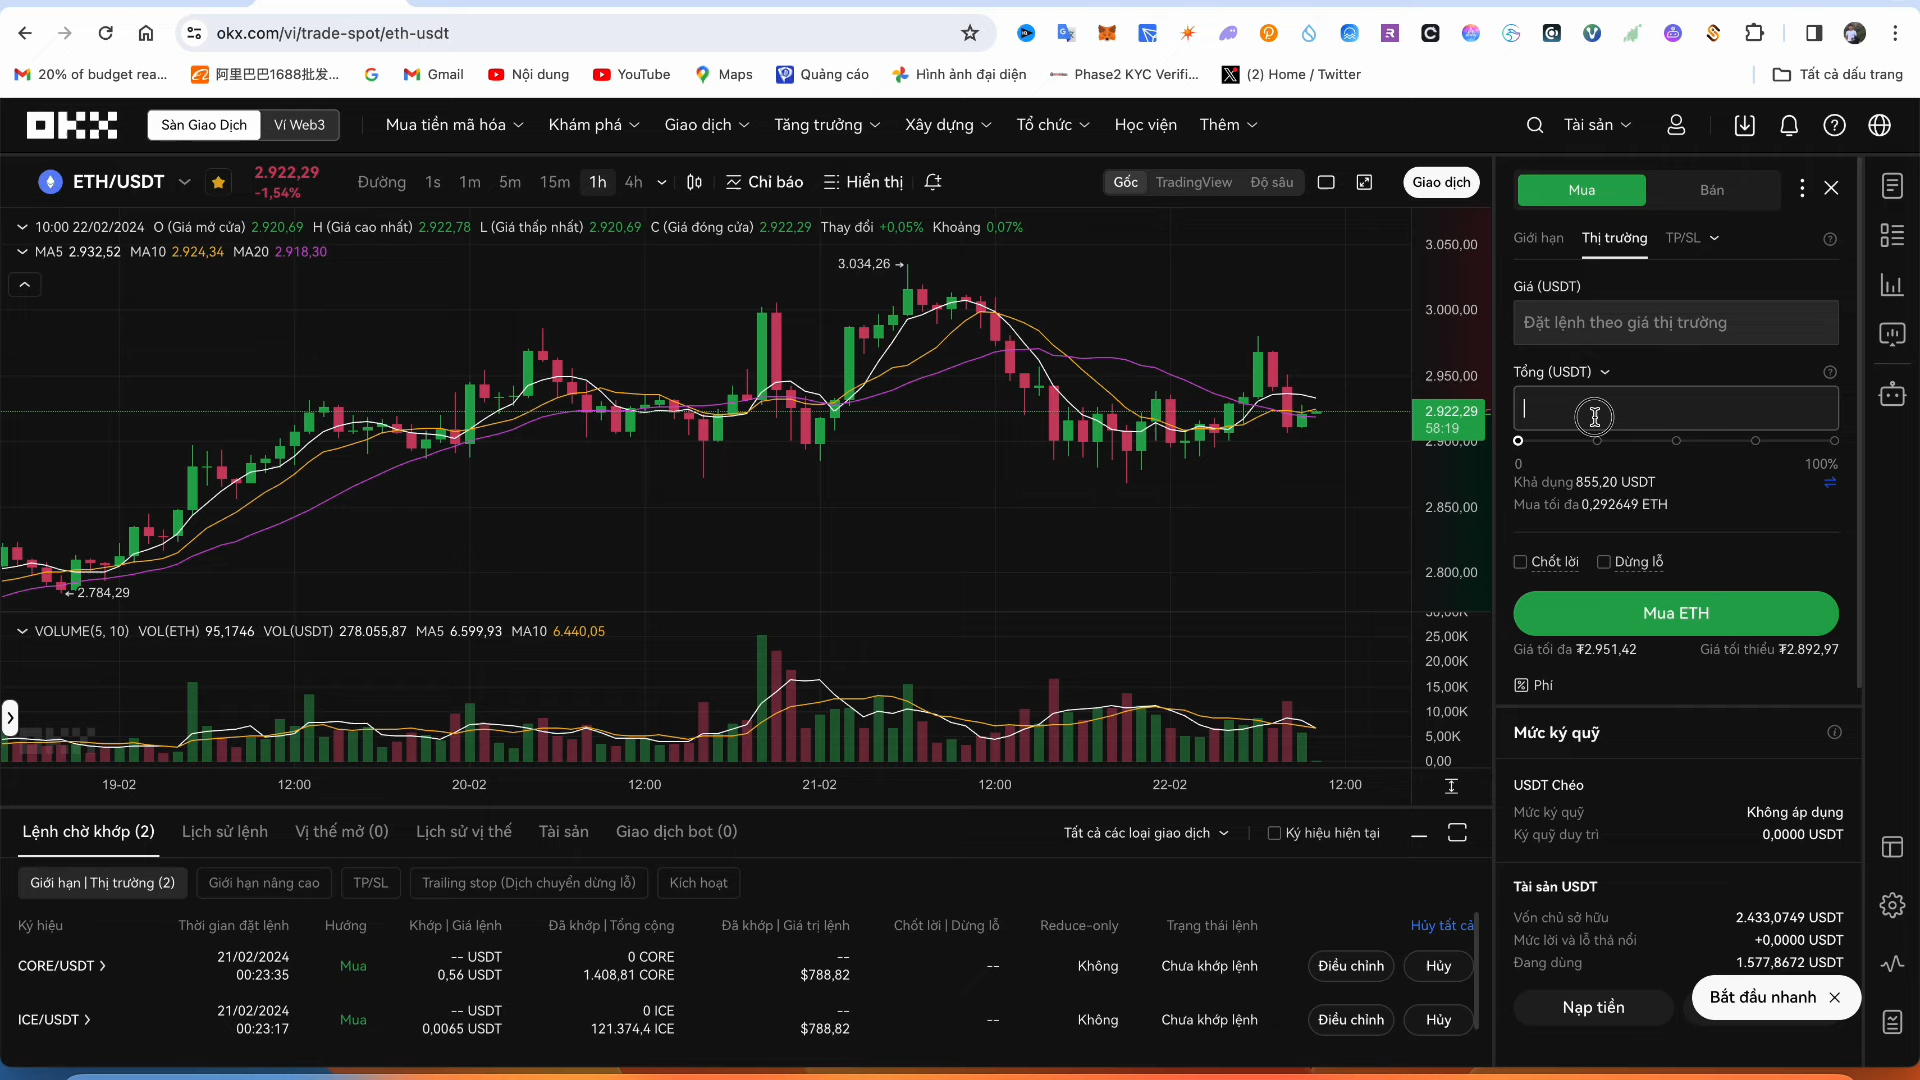 okx.com/vi/trade-spot/eth-usdt
20% of budget rea...
阿里巴巴1688批发...
Gmail
Nội dung
YouTube
Maps
Quảng cáo
Hình ảnh đại diện
Phase2 KYC Verifi...
(2) Home / Twitter
Tất cả dấu trang
OKX
Sàn Giao Dịch
Ví Web3
Mua tiền mã hóa
Khám phá
Giao dịch
Tăng trưởng
Xây dựng
Tổ chức
Học viện
Thêm
Tài sản
ETH/USDT
2.922,29
-1,54%
Đường
1s
1m
5m
15m
1h
4h
Chỉ báo
Hiển thị
Gốc
TradingView
Độ sâu
Giao dịch
10:00 22/02/2024 O (Giá mở cửa) 2.920,69 H (Giá cao nhất) 2.922,78 L (Giá thấp nhất) 2.920,69 C (Giá đóng cửa) 2.922,29 Thay đổi +0,05% Khoảng 0,07%
MA5 2.932,52 MA10 2.924,34 MA20 2.918,30
3.034,26
2.784,29
3.050,00
3.000,00
2.950,00
2.922,29
58:19
2.900,00
2.850,00
2.800,00
VOLUME(5, 10) VOL(ETH) 95,1746 VOL(USDT) 278.055,87 MA5 6.599,93 MA10 6.440,05
30,00K
25,00K
20,00K
15,00K
10,00K
5,00K
0,00
19-02
12:00
20-02
12:00
21-02
12:00
22-02
12:00
Mua
Bán
Giới hạn
Thị trường
TP/SL
Giá (USDT)
Đặt lệnh theo giá thị trường
Tổng (USDT)
0
100%
Khả dụng 855,20 USDT
Mua tối đa 0,292649 ETH
Chốt lời
Dừng lỗ
Mua ETH
Giá tối đa ₮2.951,42
Giá tối thiểu ₮2.892,97
Phí
Mức ký quỹ
USDT Chéo
Mức ký quỹ Không áp dụng
Ký quỹ duy trì 0,0000 USDT
Tài sản USDT
Vốn chủ sở hữu 2.433,0749 USDT
Mức lời và lỗ thả nổi +0,0000 USDT
Đang dùng 1.577,8672 USDT
Nạp tiền
Bắt đầu nhanh
Lệnh chờ khớp (2)
Lịch sử lệnh
Vị thế mở (0)
Lịch sử vị thế
Tài sản
Giao dịch bot (0)
Tất cả các loại giao dịch
Ký hiệu hiện tại
Giới hạn | Thị trường (2)
Giới hạn nâng cao
TP/SL
Trailing stop (Dịch chuyển dừng lỗ)
Kích hoạt
Ký hiệu
Thời gian đặt lệnh
Hướng
Khớp | Giá lệnh
Đã khớp | Tổng cộng
Đã khớp | Giá trị lệnh
Chốt lời | Dừng lỗ
Reduce-only
Trạng thái lệnh
Hủy tất cả
CORE/USDT
21/02/2024
00:23:35
Mua
-- USDT
0,56 USDT
0 CORE
1.408,81 CORE
--
$788,82
--
Không
Chưa khớp lệnh
Điều chỉnh
Hủy
ICE/USDT
21/02/2024
00:23:17
Mua
-- USDT
0,0065 USDT
0 ICE
121.374,4 ICE
--
$788,82
--
Không
Chưa khớp lệnh
Điều chỉnh
Hủy